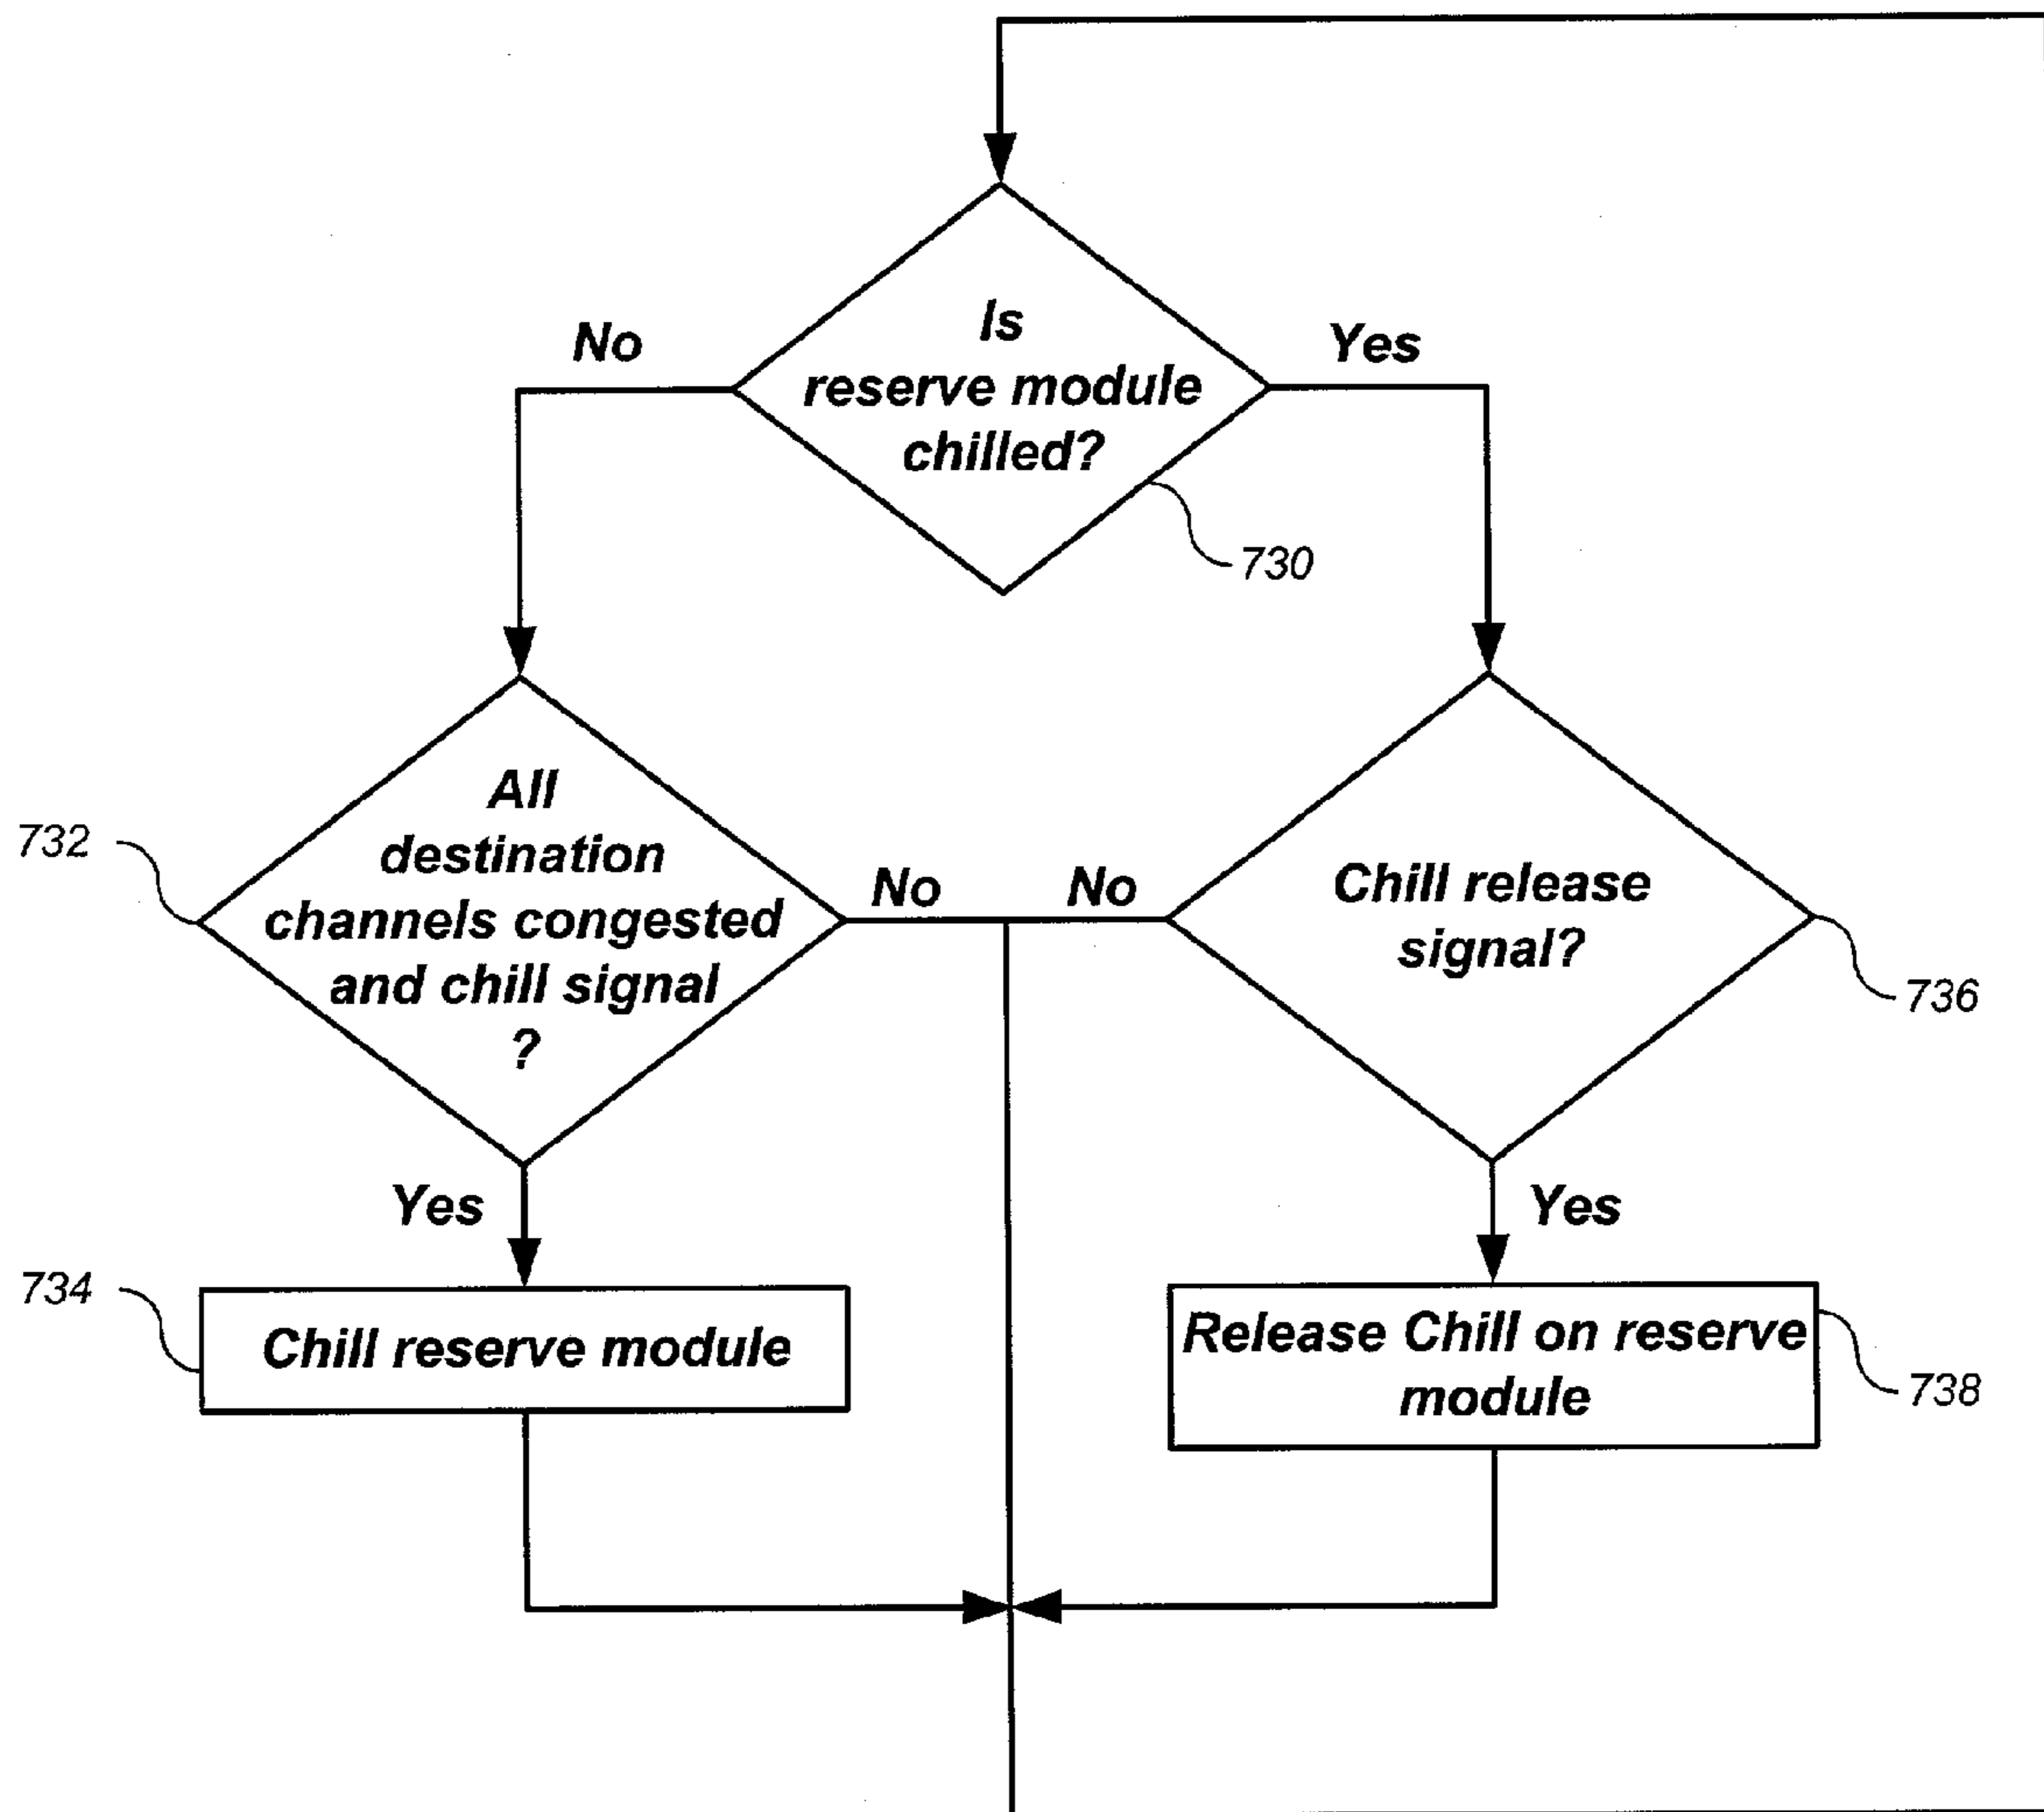 No
Is
reserve module
chilled?
Yes
730
732
All
destination
channels congested
and chill signal
?
No
No
Chill release
signal?
736
Yes
Yes
734
Chill reserve module
Release Chill on reserve
module
738